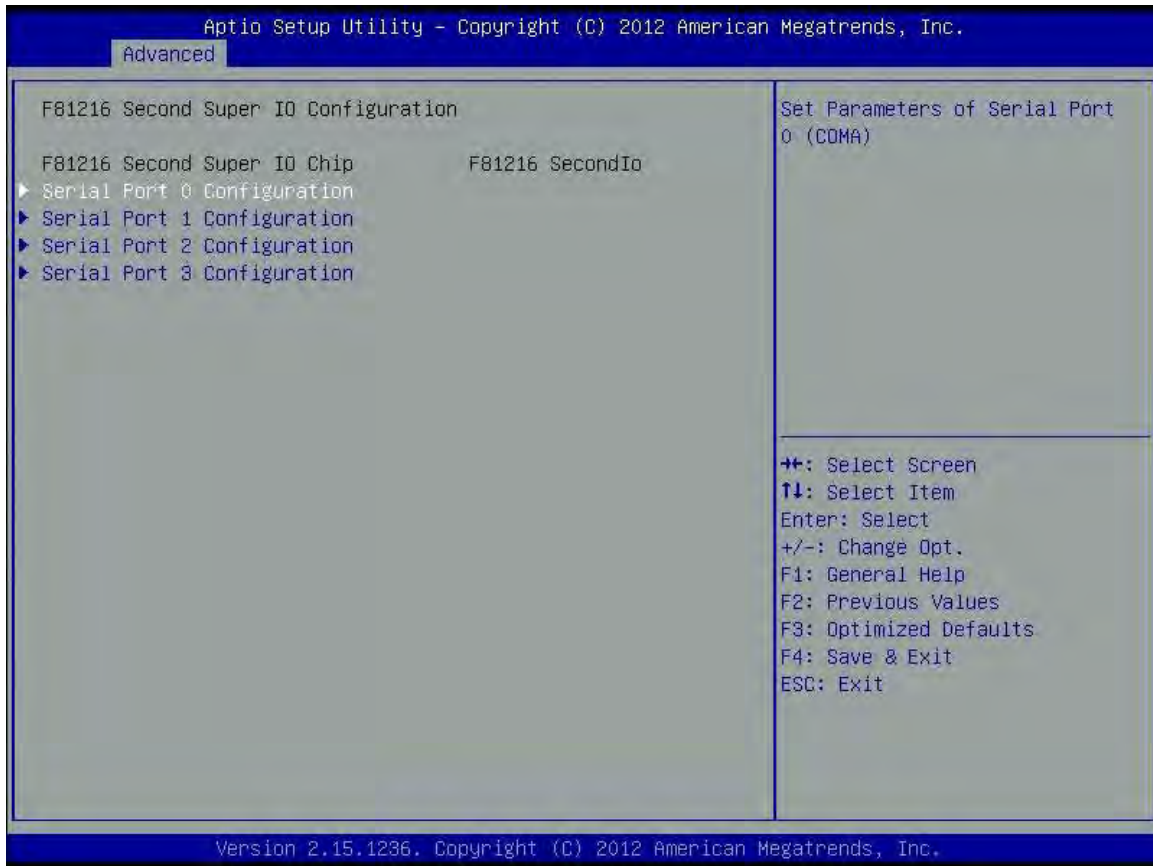 Aptio Setup Utility – Copyright (C) 2012 American Megatrends, Inc.
Advanced
F81216 Second Super IO Configuration
F81216 Second Super IO Chip F81216 SecondIo
Serial Port 0 Configuration
Serial Port 1 Configuration
Serial Port 2 Configuration
Serial Port 3 Configuration
Set Parameters of Serial Port
0 (COMA)
→←: Select Screen
↑↓: Select Item
Enter: Select
+/-: Change Opt.
F1: General Help
F2: Previous Values
F3: Optimized Defaults
F4: Save & Exit
ESC: Exit
Version 2.15.1236. Copyright (C) 2012 American Megatrends, Inc.